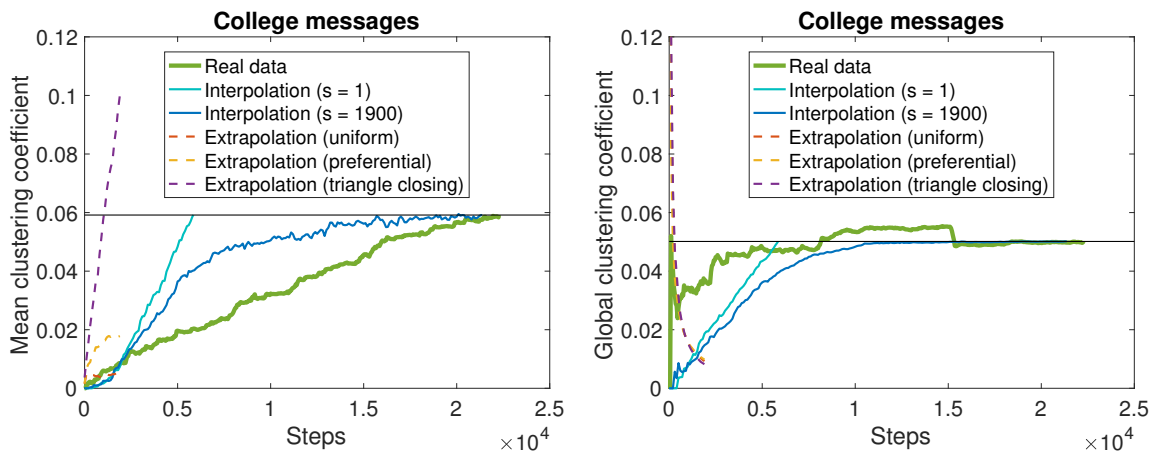 College messages
0.12
0.1
0.08
0.06
0.04
0.02
0
Mean clustering coefficient
Real data
Interpolation (s = 1)
Interpolation (s = 1900)
Extrapolation (uniform)
Extrapolation (preferential)
Extrapolation (triangle closing)
0 0.5 1 1.5 2 2.5
Steps
×10^4
College messages
0.12
0.1
0.08
0.06
0.04
0.02
0
Global clustering coefficient
Real data
Interpolation (s = 1)
Interpolation (s = 1900)
Extrapolation (uniform)
Extrapolation (preferential)
Extrapolation (triangle closing)
0 0.5 1 1.5 2 2.5
Steps
×10^4